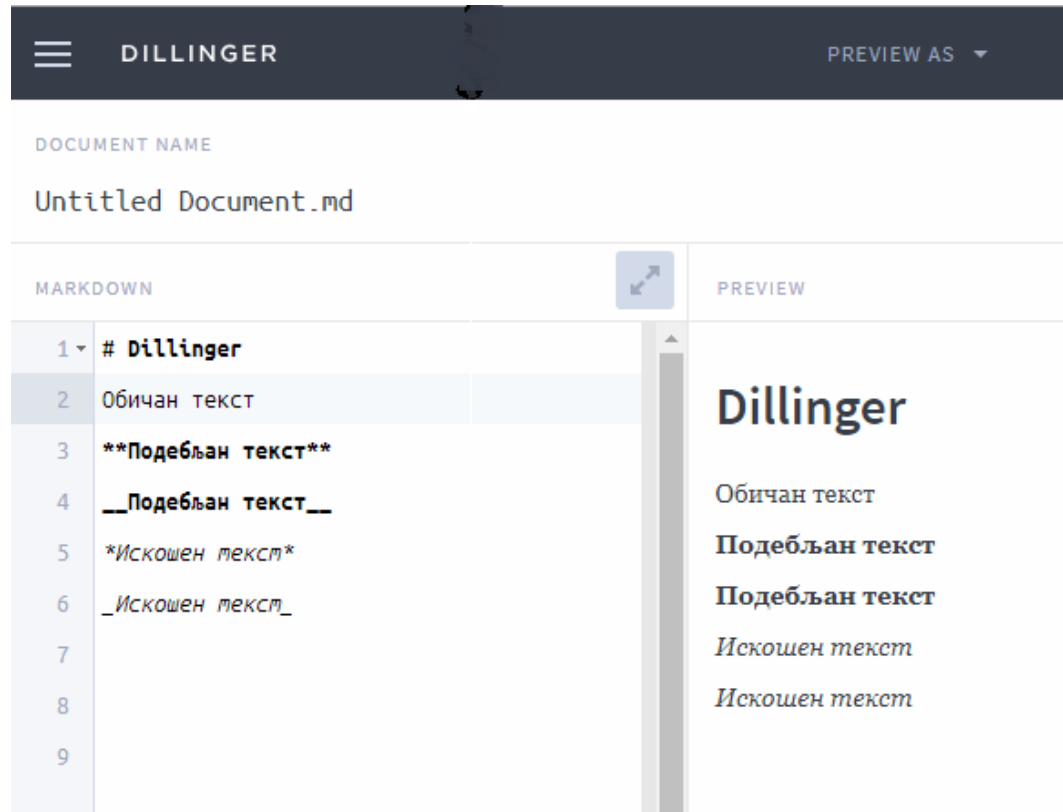 DILLINGER
PREVIEW AS
DOCUMENT NAME
Untitled Document.md
MARKDOWN
1 # Dillinger
2 Обичан текст
3 **Подебљан текст**
4 __Подебљан текст__
5 *Искошен текст*
6 _Искошен текст_
7
8
9
PREVIEW
Dillinger
Обичан текст
Подебљан текст
Подебљан текст
Искошен текст
Искошен текст